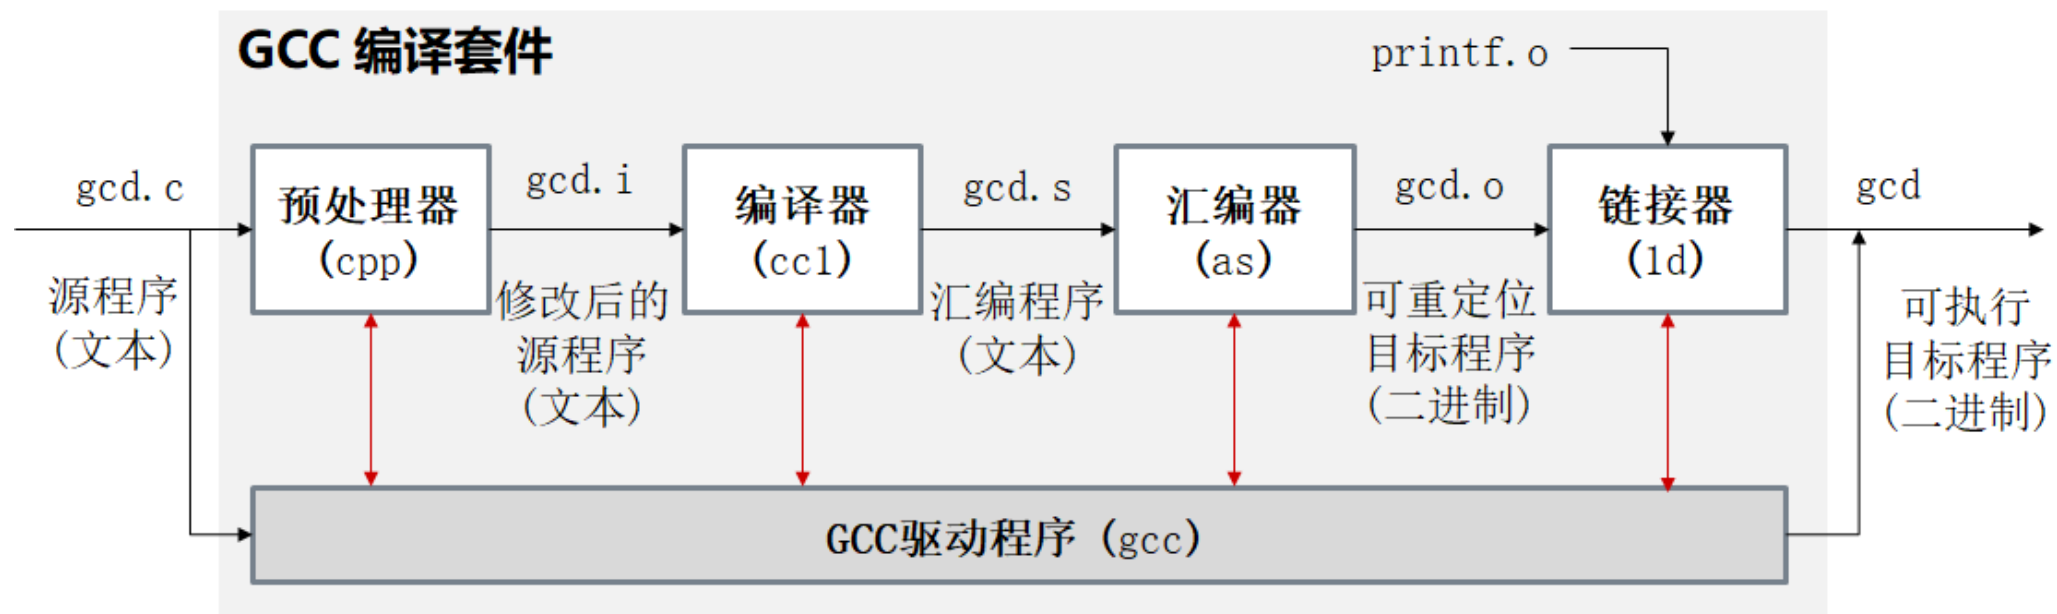 GCC 编译套件
printf.o
gcd.c
预处理器
(cpp)
gcd.i
编译器
(cc1)
gcd.s
汇编器
(as)
gcd.o
链接器
(ld)
gcd
源程序
(文本)
修改后的
源程序
(文本)
汇编程序
(文本)
可重定位
目标程序
(二进制)
可执行
目标程序
(二进制)
GCC驱动程序 (gcc)